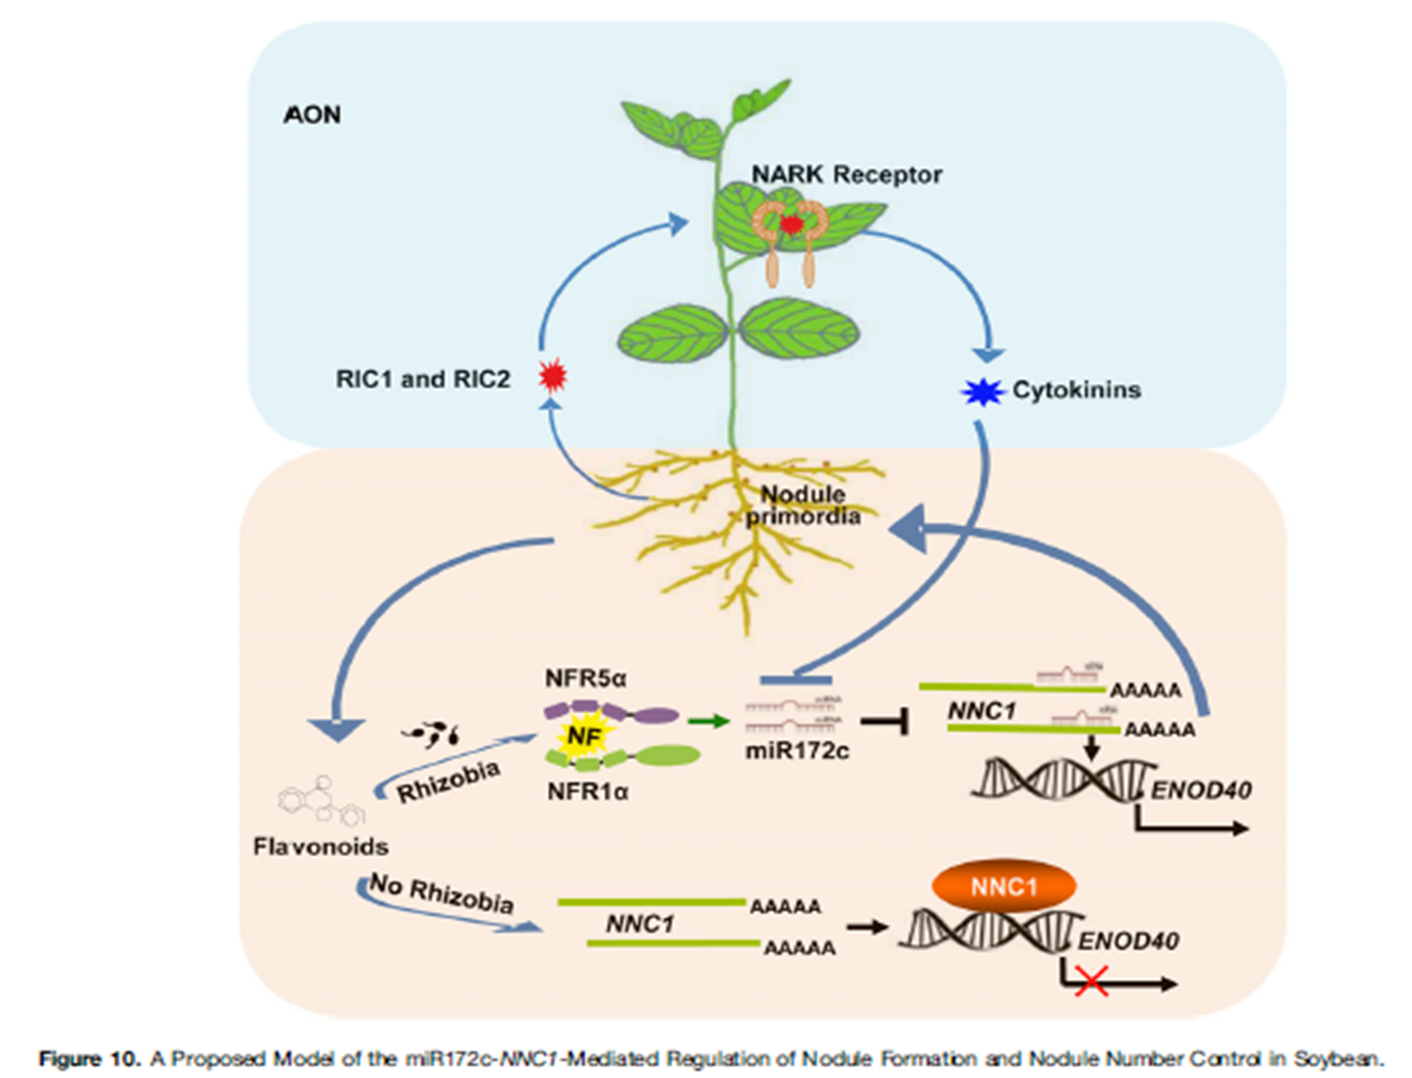 AON
NARK Receptor
RIC1 and RIC2
Cytokinins
Nodule
primordia
NFR5α
NF
NFR1α
Rhizobia
miR172c
NNC1
AAAAA
AAAAA
ENOD40
Flavonoids
No Rhizobia
NNC1
AAAAA
AAAAA
NNC1
ENOD40
Figure 10. A Proposed Model of the miR172c-NNC1-Mediated Regulation of Nodule Formation and Nodule Number Control in Soybean.